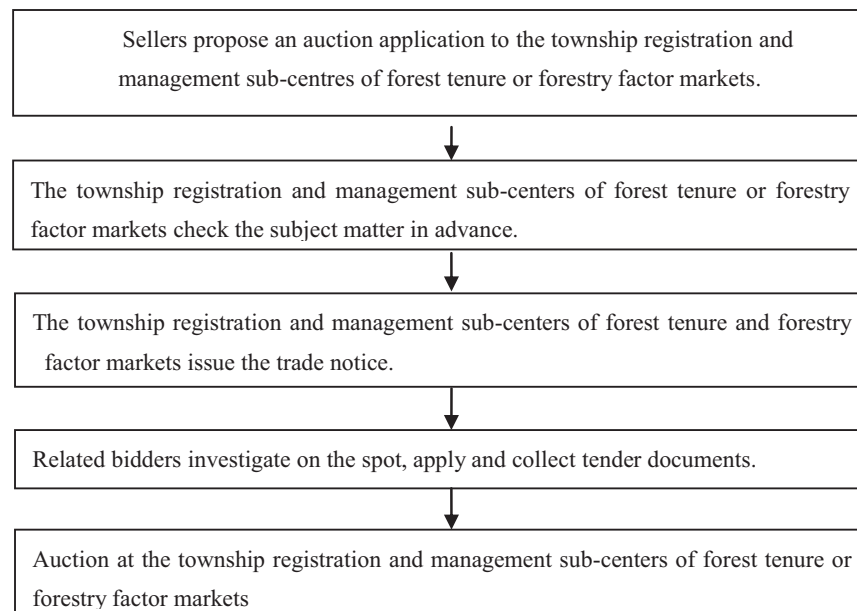 Sellers propose an auction application to the township registration and
management sub-centres of forest tenure or forestry factor markets.
The township registration and management sub-centers of forest tenure or forestry
factor markets check the subject matter in advance.
The township registration and management sub-centers of forest tenure and forestry
factor markets issue the trade notice.
Related bidders investigate on the spot, apply and collect tender documents.
Auction at the township registration and management sub-centers of forest tenure or
forestry factor markets